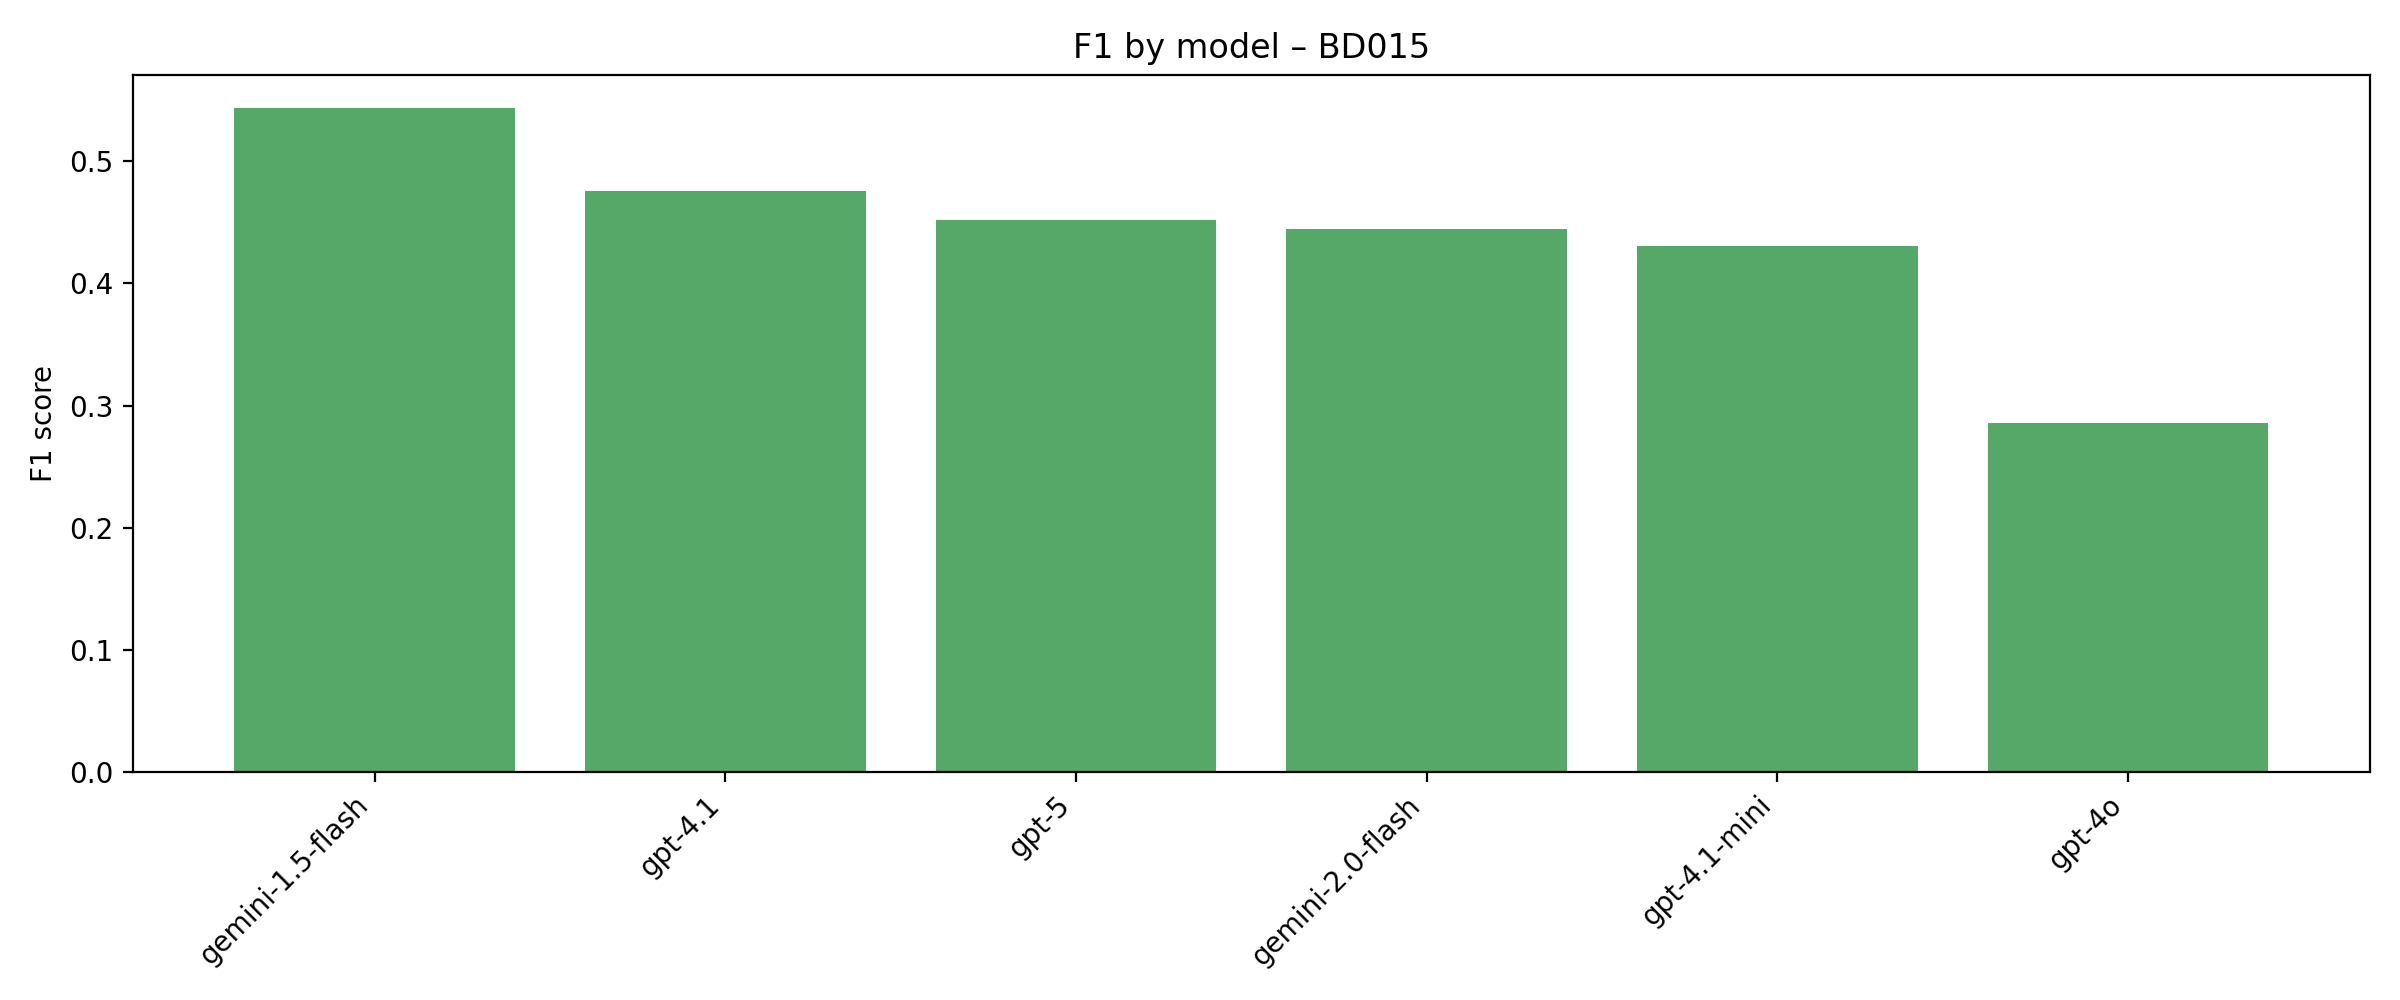 F1 by model – BD015
F1 score
0.5
0.4
0.3
0.2
0.1
0.0
gemini-1.5-flash
gpt-4.1
gpt-5
gemini-2.0-flash
gpt-4.1-mini
gpt-4o